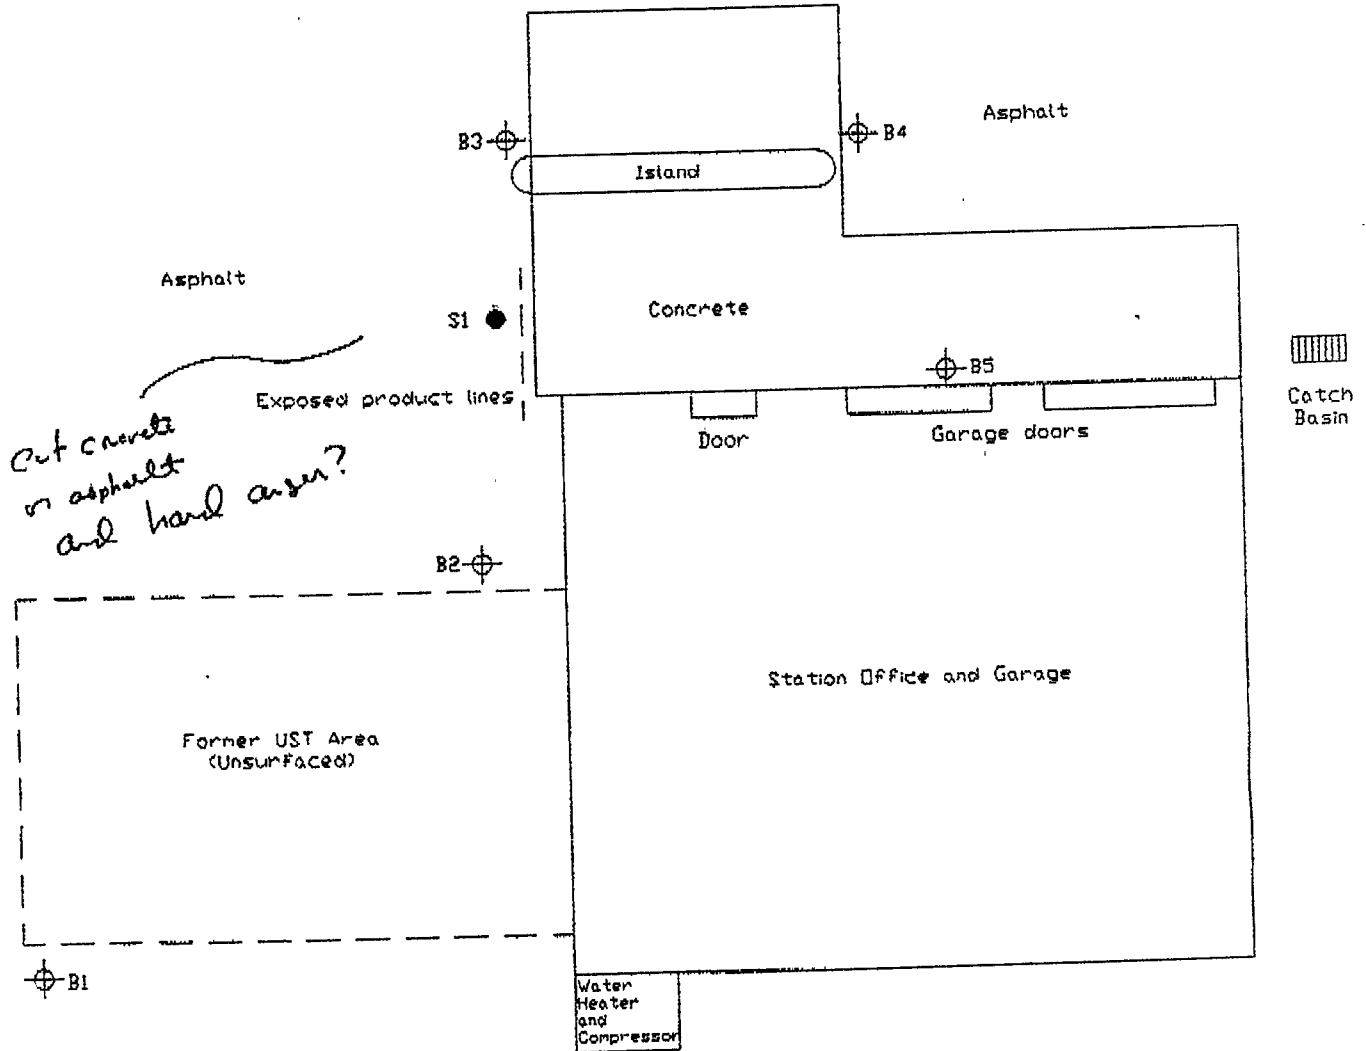 B3
B4
Asphalt
Island
Asphalt
S1
Concrete
B5
Exposed product lines
Door
Garage doors
Catch
Basin
Cut concrete
or asphalt
and hand auger?
B2
Station Office and Garage
Former UST Area
(Unsurfaced)
B1
Water
Heater
and
Compressor